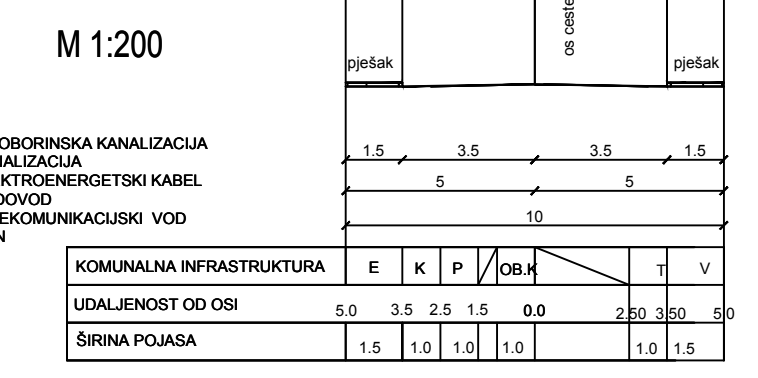 M 1:200
os ceste
pješak pješak
OBORINSKA KANALIZACIJA
NALIZACIJA
KTROENERGETSKI KABEL
DOVOD
EKOMUNIKACIJSKI VOD
N
1.5 3.5 3.5 1.5
5 5
10
KOMUNALNA INFRASTRUKTURA E K P OB.K T V
UDALJENOST OD OSI 5.0 3.5 2.5 1.5 0.0 2.50 3.50 5.0
ŠIRINA POJASA 1.5 1.0 1.0 1.0 1.0 1.5